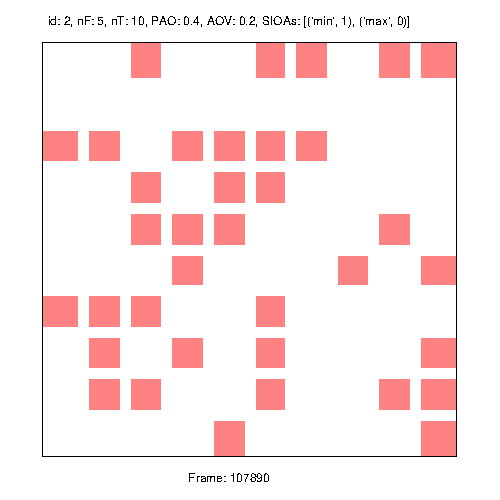 id: 2, nF: 5, nT: 10, PAO: 0.4, AOV: 0.2, SIOAs: [('min', 1), ('max', 0)]
Frame: 107890